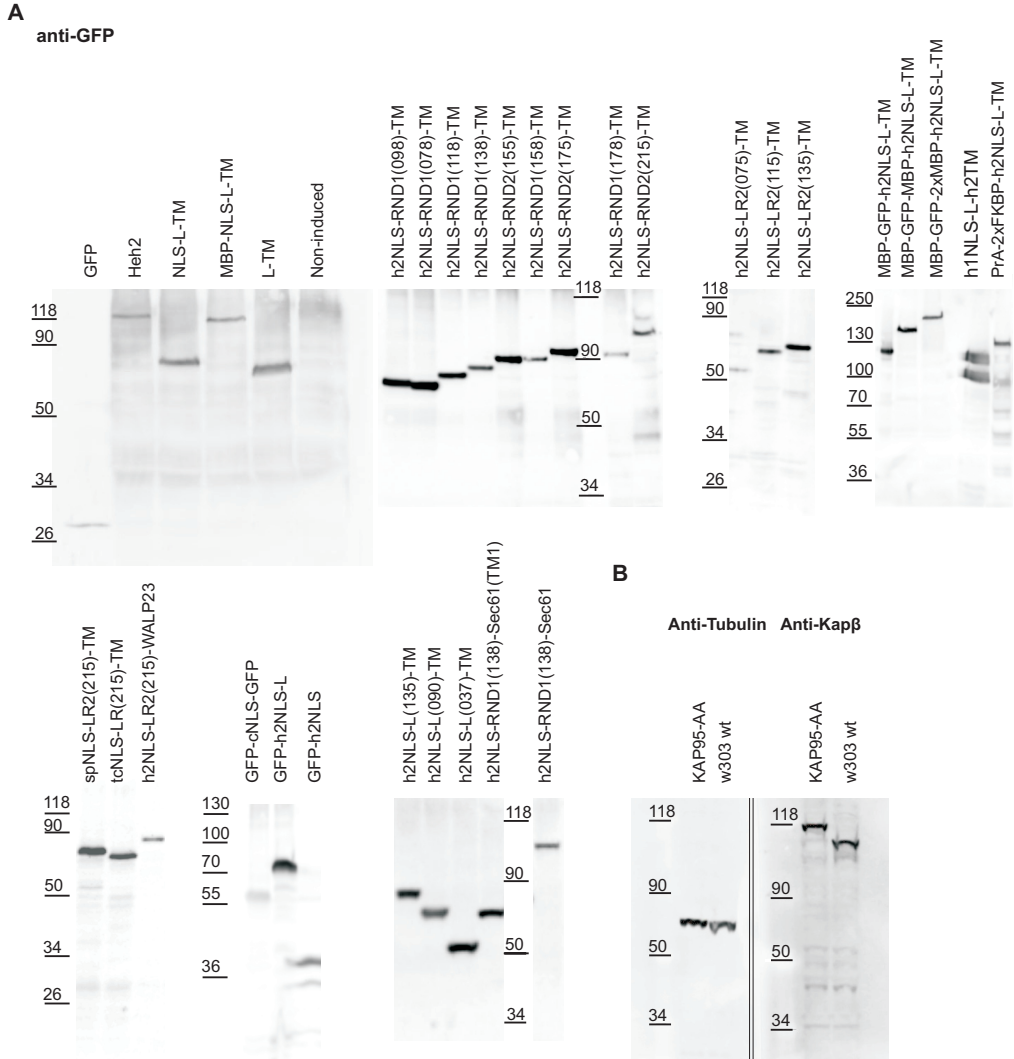 A
anti-GFP
GFP
Heh2
NLS-L-TM
MBP-NLS-L-TM
L-TM
Non-induced
118
90
50
34
26
h2NLS-RND1(098)-TM
h2NLS-RND1(078)-TM
h2NLS-RND1(118)-TM
h2NLS-RND1(138)-TM
h2NLS-RND2(155)-TM
h2NLS-RND1(158)-TM
h2NLS-RND2(175)-TM
h2NLS-RND1(178)-TM
h2NLS-RND2(215)-TM
118
90
50
34
h2NLS-LR2(075)-TM
h2NLS-LR2(115)-TM
h2NLS-LR2(135)-TM
118
90
50
34
26
MBP-GFP-h2NLS-L-TM
MBP-GFP-MBP-h2NLS-L-TM
MBP-GFP-2xMBP-h2NLS-L-TM
h1NLS-L-h2TM
PrA-2xFKBP-h2NLS-L-TM
250
130
100
70
55
36
spNLS-LR2(215)-TM
tcNLS-LR(215)-TM
h2NLS-LR2(215)-WALP23
118
90
50
34
26
GFP-cNLS-GFP
GFP-h2NLS-L
GFP-h2NLS
130
100
70
55
36
h2NLS-L(135)-TM
h2NLS-L(090)-TM
h2NLS-L(037)-TM
h2NLS-RND1(138)-Sec61(TM1)
h2NLS-RND1(138)-Sec61
118
90
50
34
B
Anti-Tubulin
Anti-Kapβ
KAP95-AA
w303 wt
118
90
50
34
KAP95-AA
w303 wt
118
90
50
34